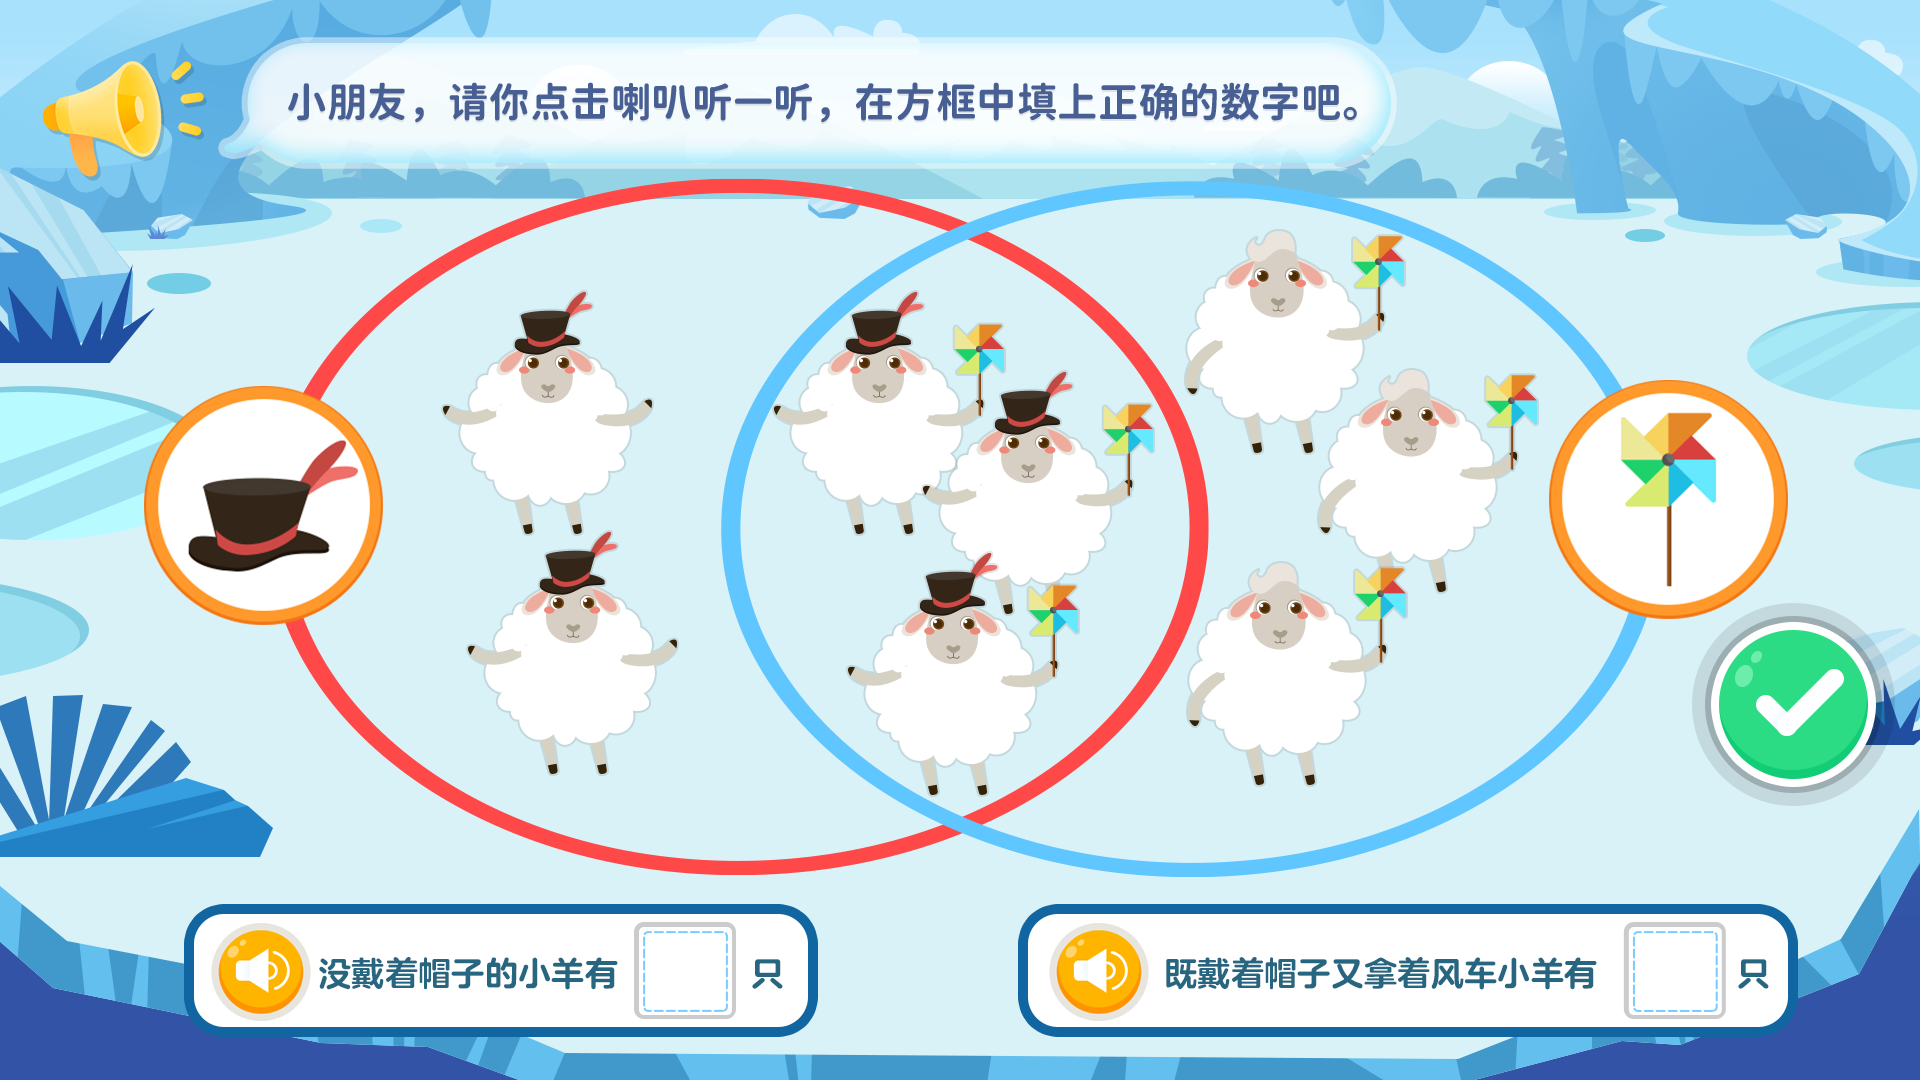 小朋友，请你点击喇叭听一听，在方框中填上正确的数字吧。
没戴着帽子的小羊有 只
既戴着帽子又拿着风车小羊有 只